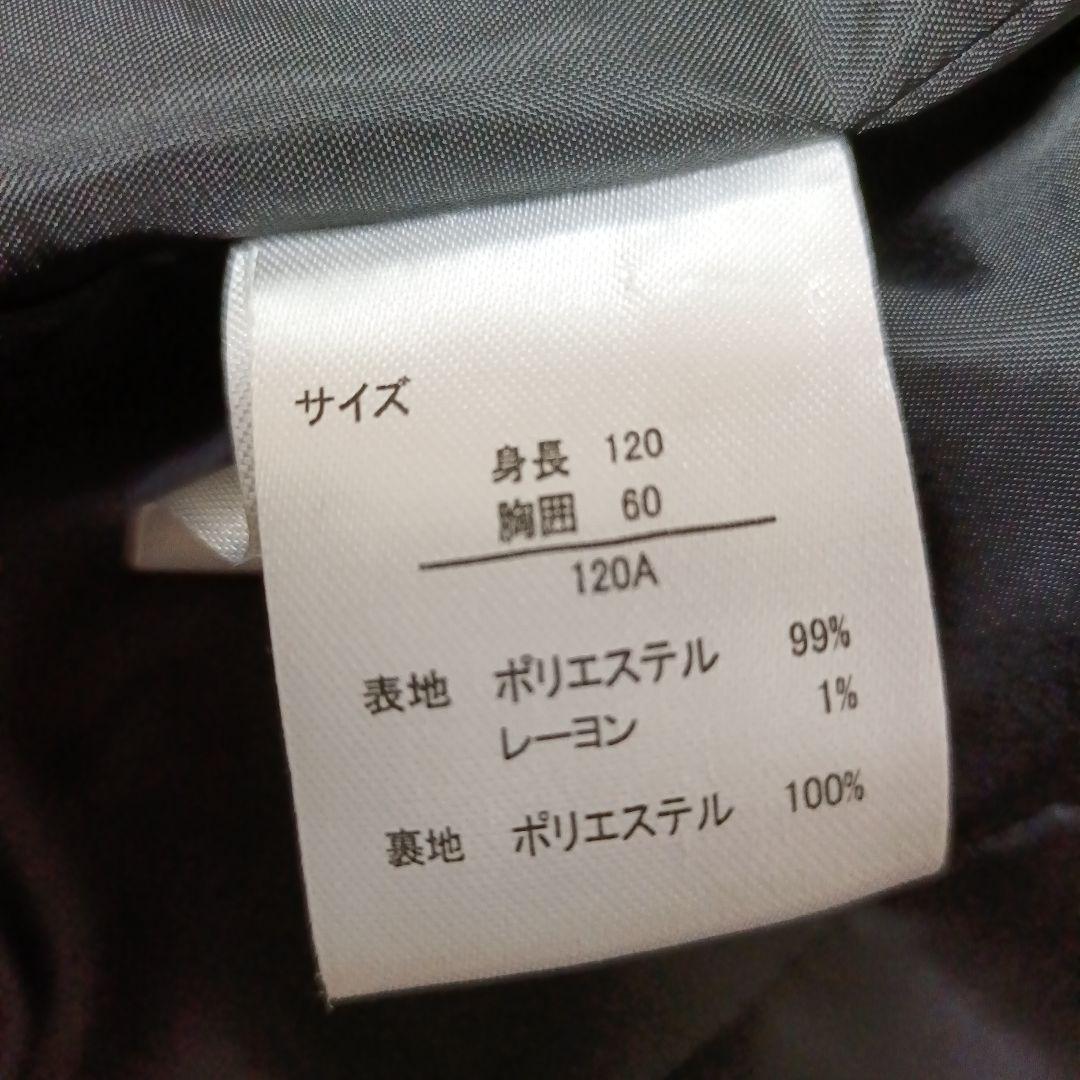 サイズ
身長 120
胸囲 60
120A
表地 ポリエステル 99%
レーヨン 1%
裏地 ポリエステル 100%